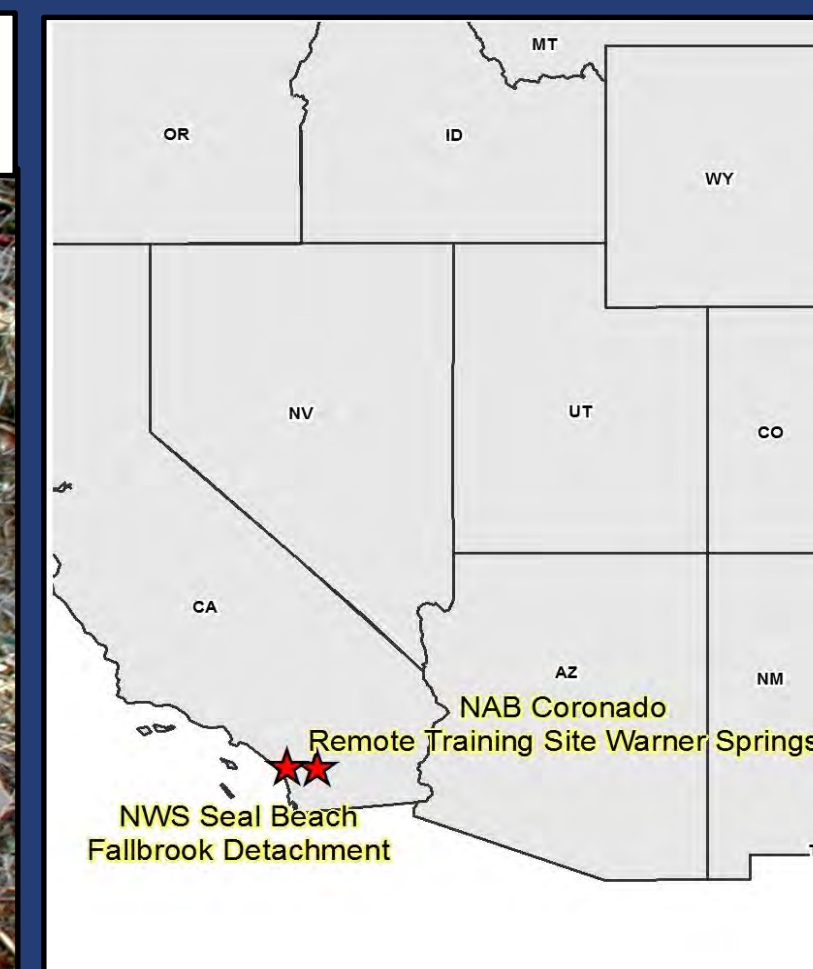 MT
OR
ID
WY
NV
UT
CO
CA
AZ
NM
NAB Coronado
Remote Training Site Warner Springs
NWS Seal Beach
Fallbrook Detachment